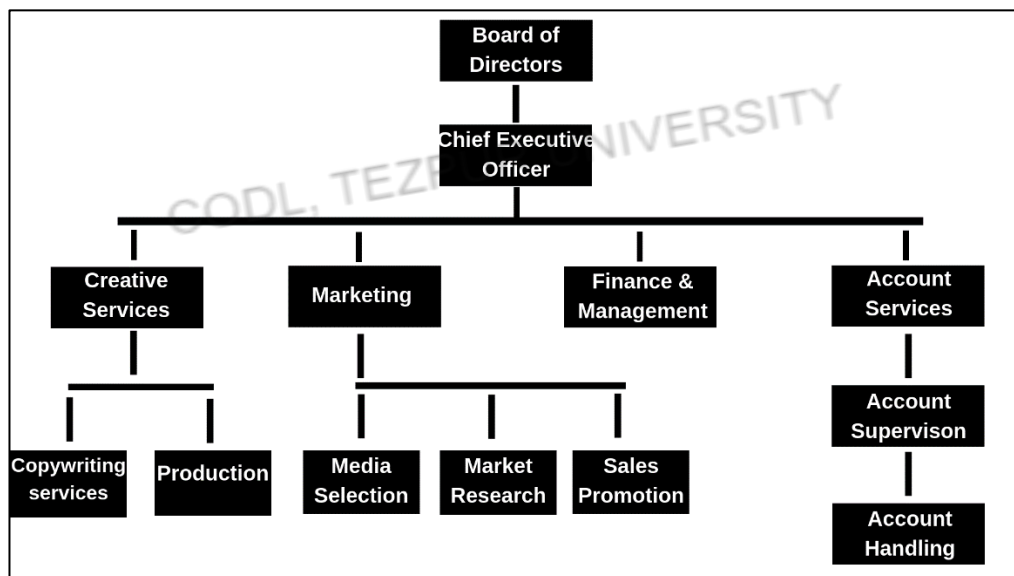 Board of
Directors
Chief Executive
Officer
CODL, TEZPUR UNIVERSITY
Creative
Services
Marketing
Finance &
Management
Account
Services
Account
Supervison
Copywriting
services
Production
Media
Selection
Market
Research
Sales
Promotion
Account
Handling